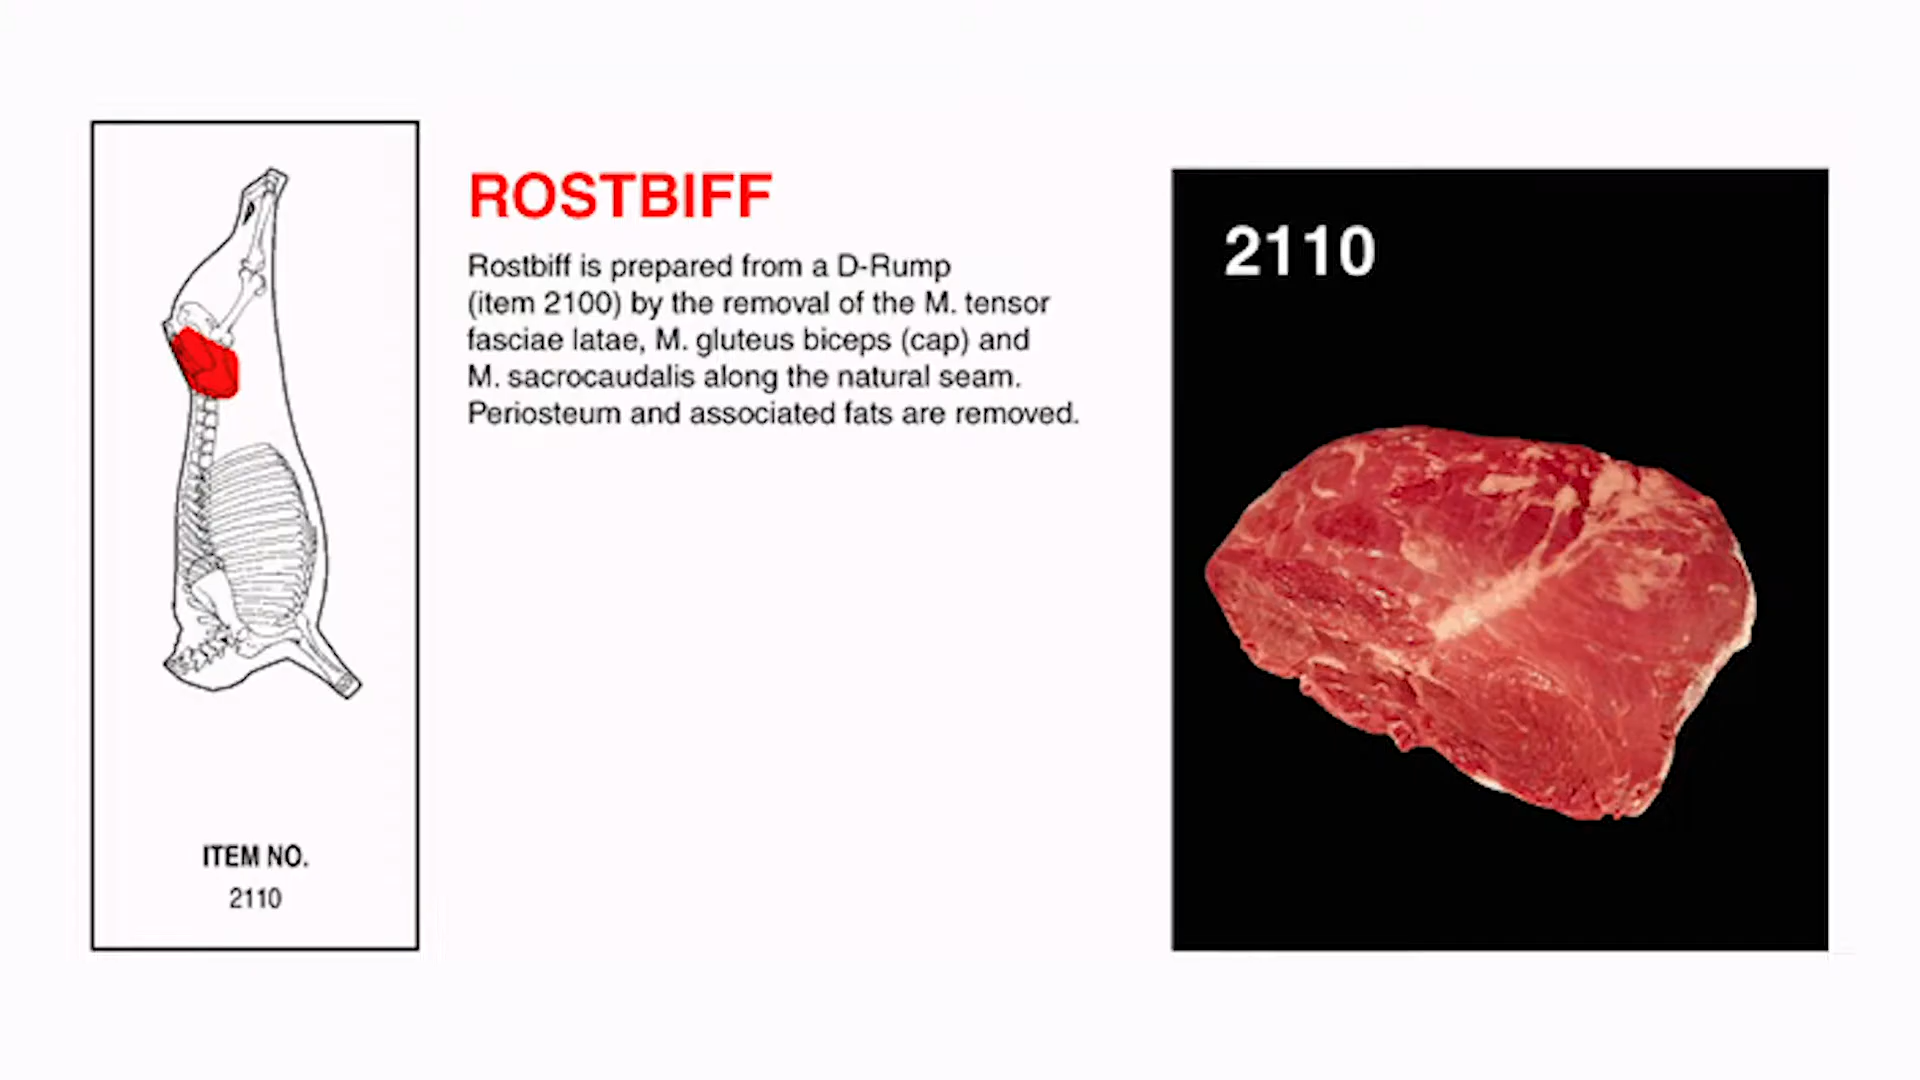 ROSTBIFF
Rostbiff is prepared from a D-Rump
(item 2100) by the removal of the M. tensor
fasciae latae, M. gluteus biceps (cap) and
M. sacrocaudalis along the natural seam.
Periosteum and associated fats are removed.
ITEM NO.
2110
2110